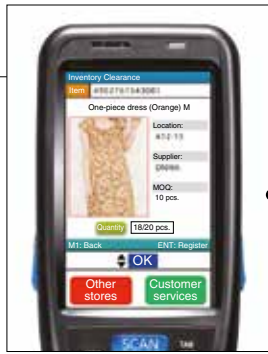 Inventory Clearance
Item
One-piece dress (Orange) M
Location:
Supplier:
MOQ:
10 pcs.
Quantity 18/20 pcs.
M1: Back ENT: Register
OK
Other stores
Customer services
SCAN TAB